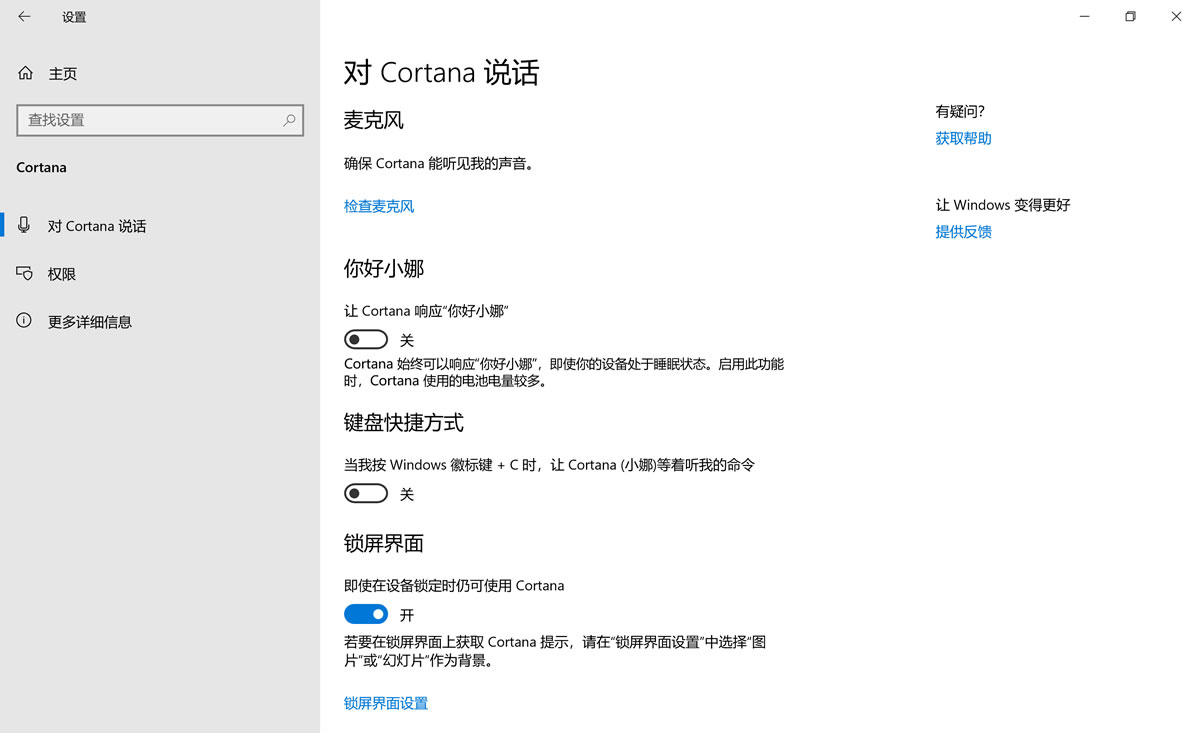 设置
主页
查找设置
Cortana
对 Cortana 说话
权限
更多详细信息
对 Cortana 说话
麦克风
确保 Cortana 能听见我的声音。
检查麦克风
你好小娜
让 Cortana 响应“你好小娜”
关
Cortana 始终可以响应“你好小娜”，即使你的设备处于睡眠状态。启用此功能
时，Cortana 使用的电池电量较多。
键盘快捷方式
当我按 Windows 徽标键 + C 时，让 Cortana (小娜)等着听我的命令
关
锁屏界面
即使在设备锁定时仍可使用 Cortana
开
若要在锁屏界面上获取 Cortana 提示，请在“锁屏界面设置”中选择“图
片”或“幻灯片”作为背景。
锁屏界面设置
有疑问?
获取帮助
让 Windows 变得更好
提供反馈